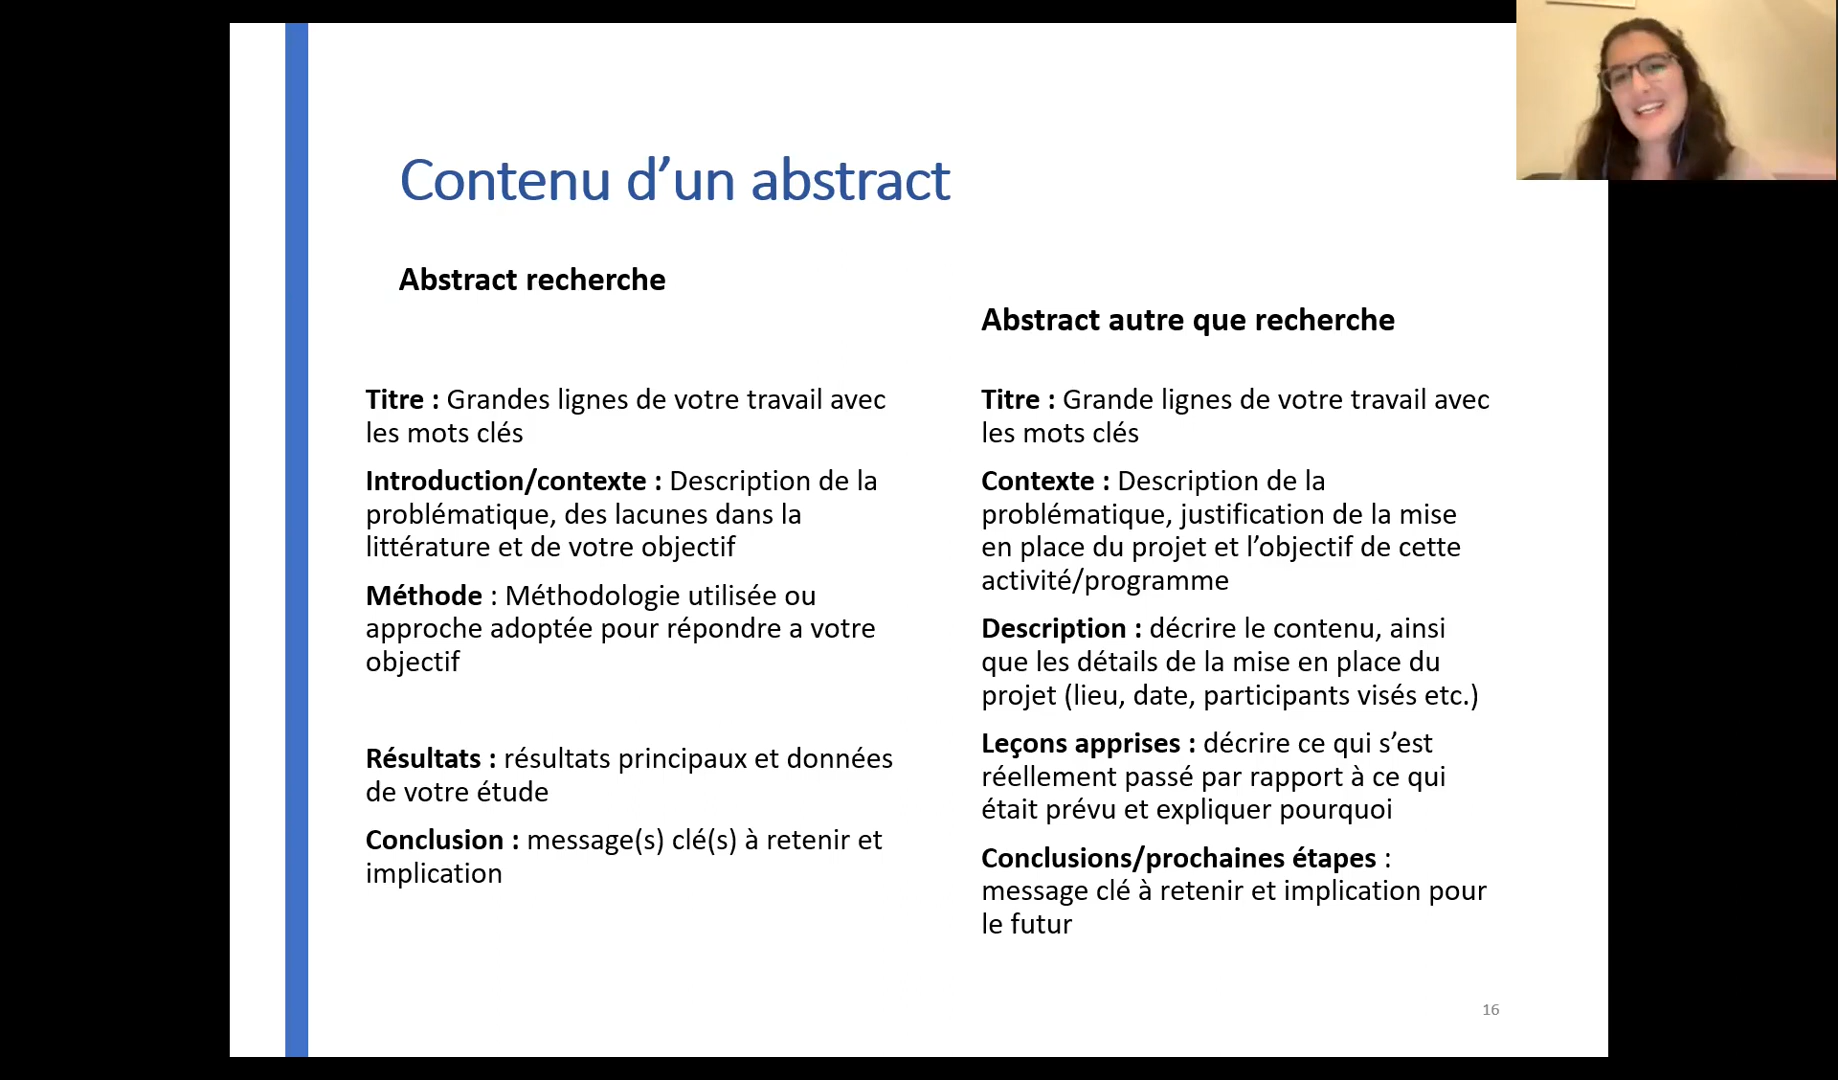 Contenu d’un abstract
Abstract recherche
Titre : Grandes lignes de votre travail avec
les mots clés
Introduction/contexte : Description de la
problématique, des lacunes dans la
littérature et de votre objectif
Méthode : Méthodologie utilisée ou
approche adoptée pour répondre a votre
objectif
Résultats : résultats principaux et données
de votre étude
Conclusion : message(s) clé(s) à retenir et
implication
Abstract autre que recherche
Titre : Grande lignes de votre travail avec
les mots clés
Contexte : Description de la
problématique, justification de la mise
en place du projet et l’objectif de cette
activité/programme
Description : décrire le contenu, ainsi
que les détails de la mise en place du
projet (lieu, date, participants visés etc.)
Leçons apprises : décrire ce qui s’est
réellement passé par rapport à ce qui
était prévu et expliquer pourquoi
Conclusions/prochaines étapes :
message clé à retenir et implication pour
le futur
16